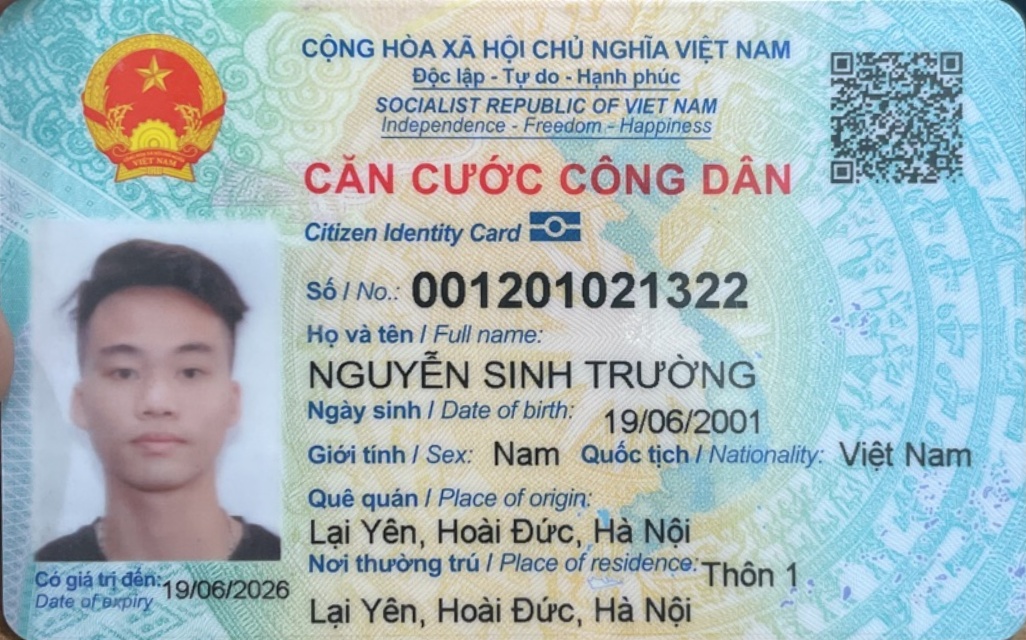 CỘNG HÒA XÃ HỘI CHỦ NGHĨA VIỆT NAM
Độc lập - Tự do - Hạnh phúc
SOCIALIST REPUBLIC OF VIET NAM
Independence - Freedom - Happiness
CĂN CƯỚC CÔNG DÂN
Citizen Identity Card
Số / No.: 001201021322
Họ và tên / Full name:
NGUYỄN SINH TRƯỜNG
Ngày sinh / Date of birth: 19/06/2001
Giới tính / Sex: Nam Quốc tịch / Nationality: Việt Nam
Quê quán / Place of origin:
Lại Yên, Hoài Đức, Hà Nội
Nơi thường trú / Place of residence: Thôn 1
Lại Yên, Hoài Đức, Hà Nội
Có giá trị đến: 19/06/2026
Date of expiry
VIỆT NAM